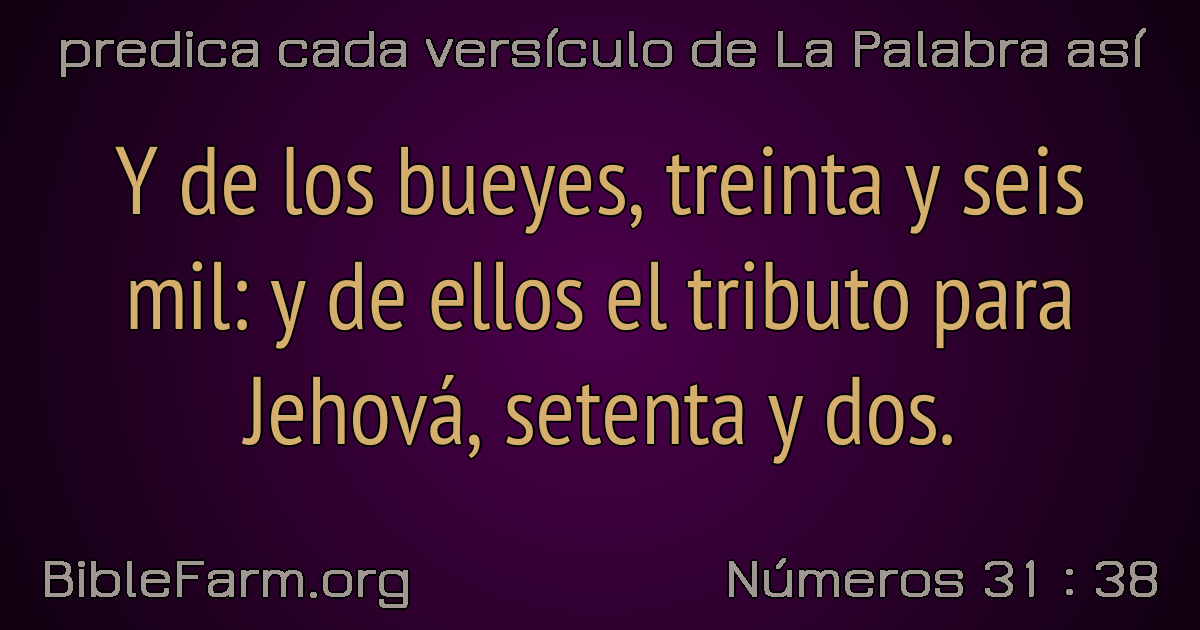 predica cada versículo de La Palabra así
Y de los bueyes, treinta y seis
mil: y de ellos el tributo para
Jehová, setenta y dos.
BibleFarm.org
Números 31 : 38